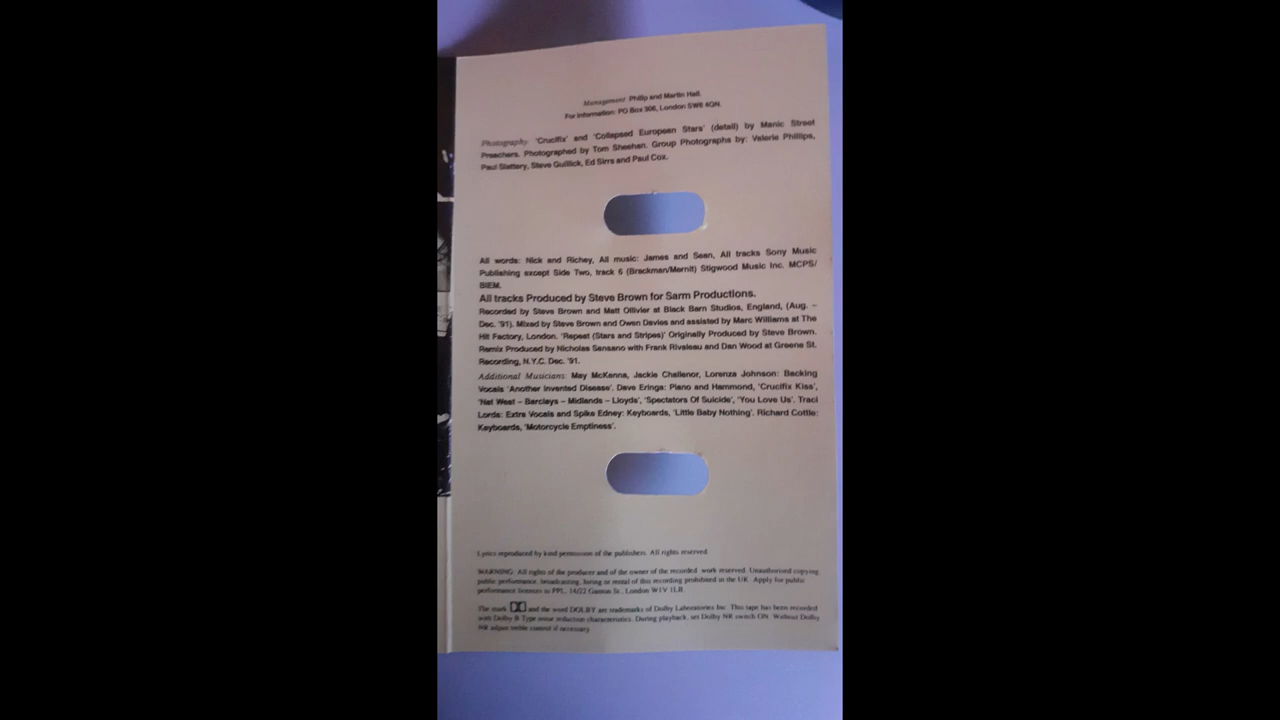 Management: Philip and Martin Hall.
For information: PO Box 306, London SW6 4GN.
Photography: 'Crucifix' and 'Collapsed European Stars' (detail) by Manic Street
Preachers. Photographed by Tom Sheehan. Group Photographs by: Valerie Phillips,
Paul Slattery, Steve Gullick, Ed Sirrs and Paul Cox.
All words: Nick and Richey, All music: James and Sean, All tracks Sony Music
Publishing except Side Two, track 6 (Brackman/Mernit) Stigwood Music Inc. MCPS/
BIEM.
All tracks Produced by Steve Brown for Sarm Productions.
Recorded by Steve Brown and Matt Ollivier at Black Barn Studios, England, (Aug. –
Dec. '91). Mixed by Steve Brown and Owen Davies and assisted by Marc Williams at The
Hit Factory, London. 'Repeat (Stars and Stripes)' Originally Produced by Steve Brown.
Remix Produced by Nicholas Sansano with Frank Rivaleau and Dan Wood at Greene St.
Recording, N.Y.C. Dec. '91.
Additional Musicians: May McKenna, Jackie Challenor, Lorenza Johnson: Backing
Vocals 'Another Invented Disease'. Dave Eringa: Piano and Hammond, 'Crucifix Kiss',
'Nat West – Barclays – Midlands – Lloyds', 'Spectators Of Suicide', 'You Love Us'. Traci
Lords: Extra Vocals and Spike Edney: Keyboards, 'Little Baby Nothing'. Richard Cottle:
Keyboards, 'Motorcycle Emptiness'.
Lyrics reproduced by kind permission of the publishers. All rights reserved.
WARNING: All rights of the producer and of the owner of the recorded work reserved. Unauthorised copying
public performance, broadcasting, hiring or rental of this recording prohibited in the UK. Apply for public
performance licences to PPL, 14/22 Ganton St., London W1V 1LB.
The mark and the word DOLBY are trademarks of Dolby Laboratories Inc. This tape has been recorded
with Dolby B Type noise reduction characteristics. During playback, set Dolby NR switch ON. Without Dolby
NR adjust treble control if necessary.